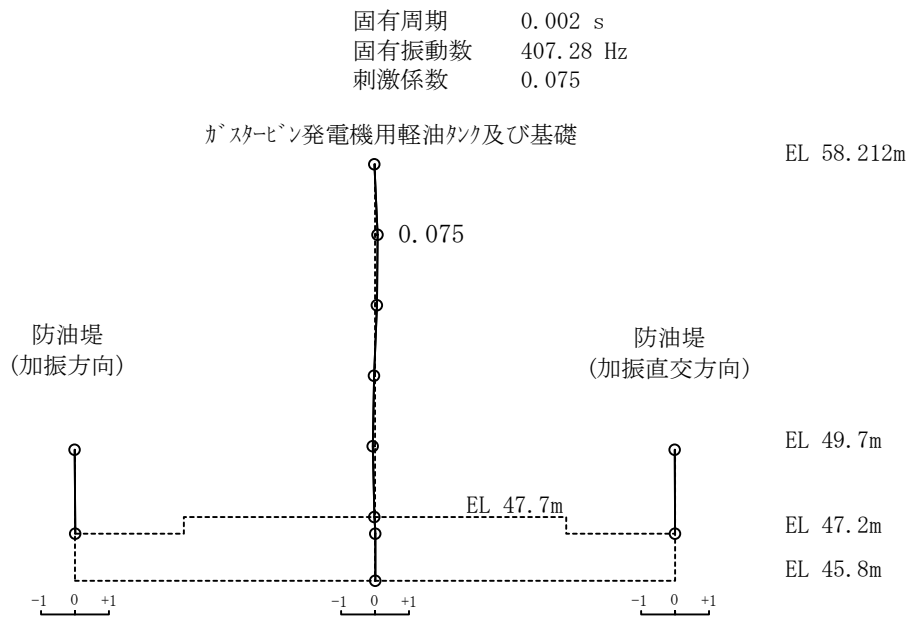 固有周期 0.002 s
固有振動数 407.28 Hz
刺激係数 0.075
ガスタービン発電機用軽油タンク及び基礎
EL 58.212m
0.075
防油堤
(加振方向)
防油堤
(加振直交方向)
EL 49.7m
EL 47.7m
EL 47.2m
EL 45.8m
-1 0 +1
-1 0 +1
-1 0 +1